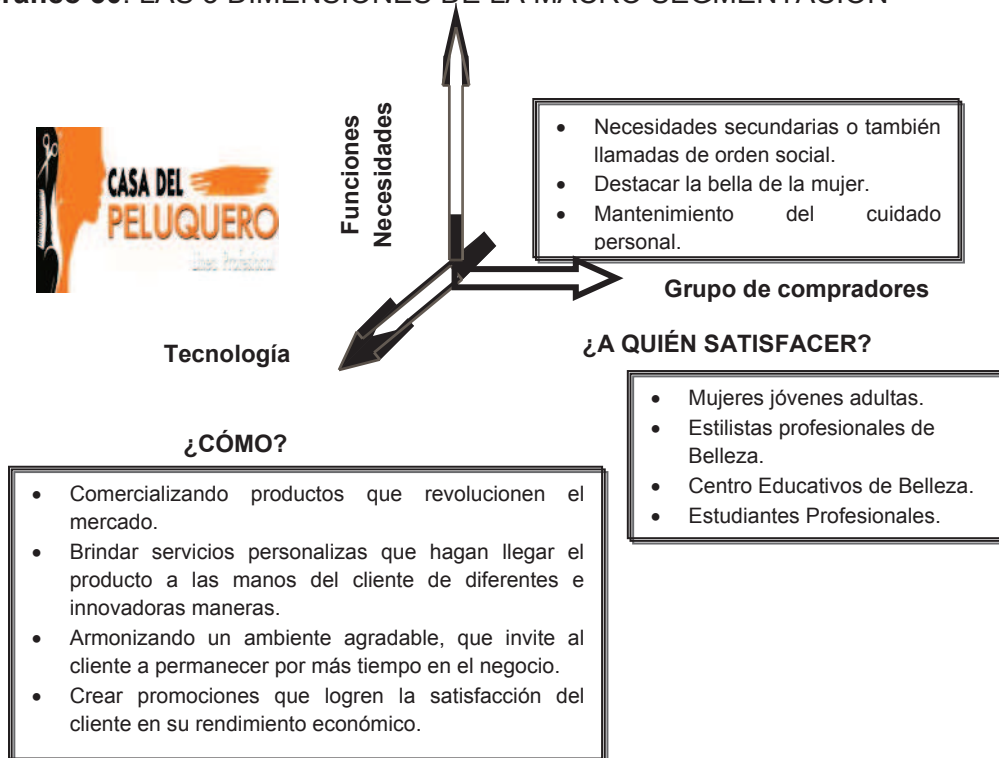 LAS 3 DIMENSIONES DE LA MACRO SEGMENTACIÓN
Funciones
Necesidades
CASA DEL
PELUQUERO
Línea Profesional
• Necesidades secundarias o también
llamadas de orden social.
• Destacar la bella de la mujer.
• Mantenimiento del cuidado
personal.
Grupo de compradores
Tecnología
¿A QUIÉN SATISFACER?
• Mujeres jóvenes adultas.
• Estilistas profesionales de
Belleza.
• Centro Educativos de Belleza.
• Estudiantes Profesionales.
¿CÓMO?
• Comercializando productos que revolucionen el
mercado.
• Brindar servicios personalizas que hagan llegar el
producto a las manos del cliente de diferentes e
innovadoras maneras.
• Armonizando un ambiente agradable, que invite al
cliente a permanecer por más tiempo en el negocio.
• Crear promociones que logren la satisfacción del
cliente en su rendimiento económico.